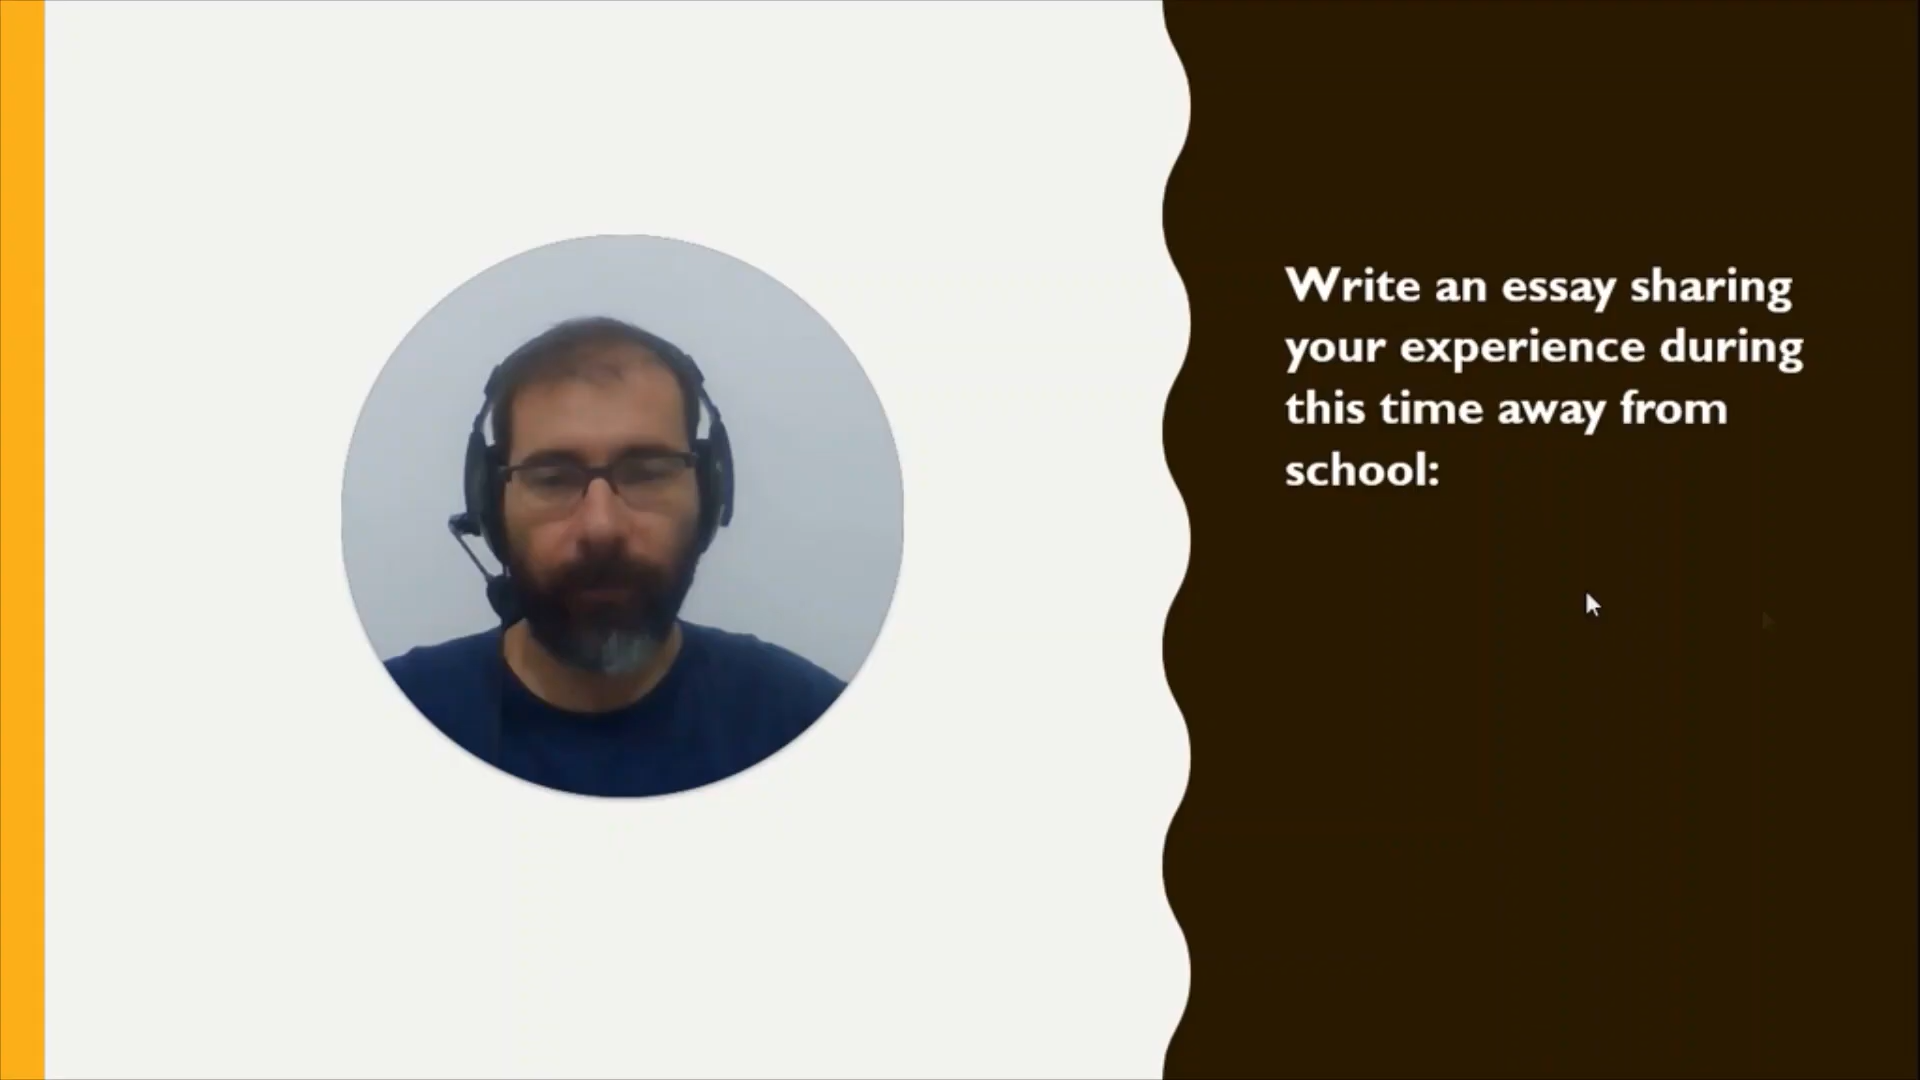 Write an essay sharing
your experience during
this time away from
school: